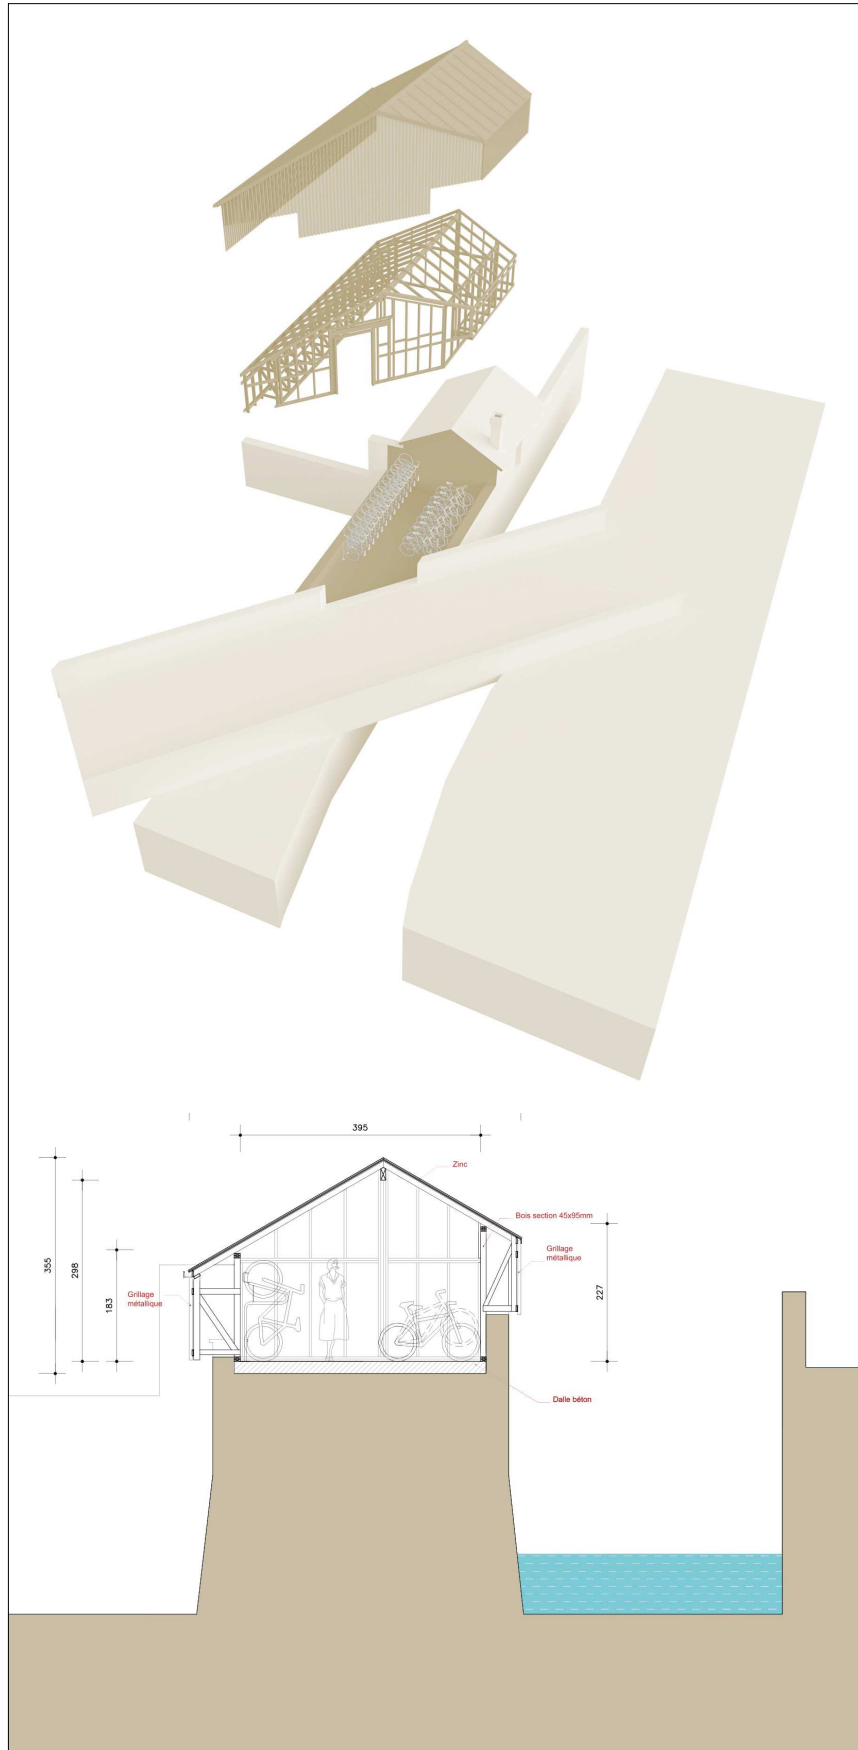 395
Zinc
Bois section 45x95mm
Grillage
métallique
355
298
183
227
Grillage
métallique
Dalle béton